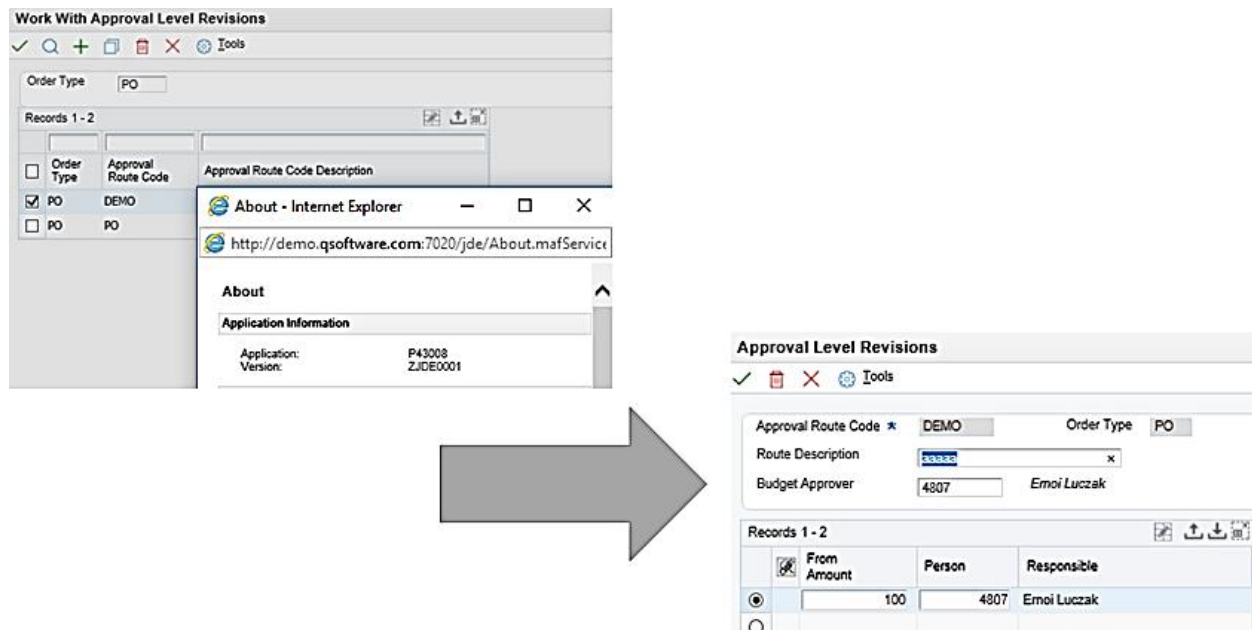 Work With Approval Level Revisions
Tools
Order Type PO
Records 1 - 2
Order Type Approval Route Code Approval Route Code Description
PO DEMO
PO PO
About - Internet Explorer
http://demo.qsoftware.com:7020/jde/About.mafService
About
Application Information
Application: P43008
Version: ZJDE0001
Approval Level Revisions
Tools
Approval Route Code * DEMO Order Type PO
Route Description
Budget Approver 4807 Emoi Luczak
Records 1 - 2
From Amount Person Responsible
100 4807 Emoi Luczak